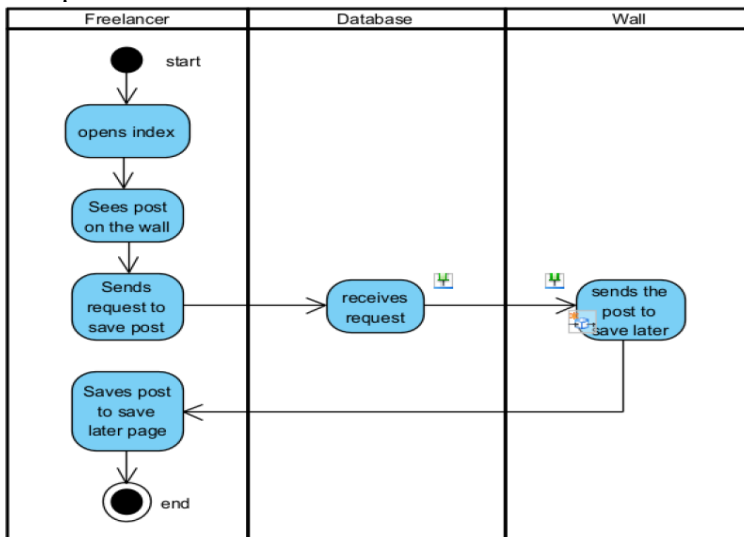 Freelancer
Database
Wall
start
opens index
Sees post
on the wall
Sends
request to
save post
receives
request
sends the
post to
save later
Saves post
to save
later page
end